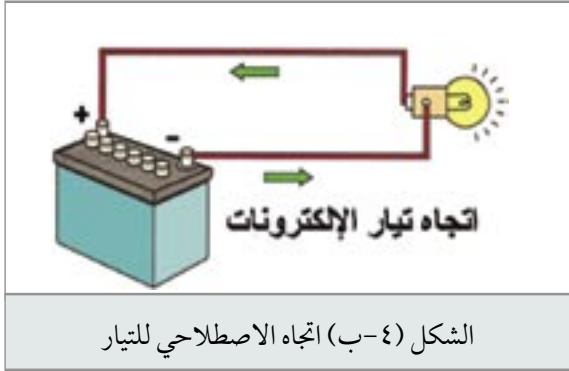 +
-
اتجاه تيار الإلكترونات
الشكل (٤-ب) اتجاه الاصطلاحي للتيار